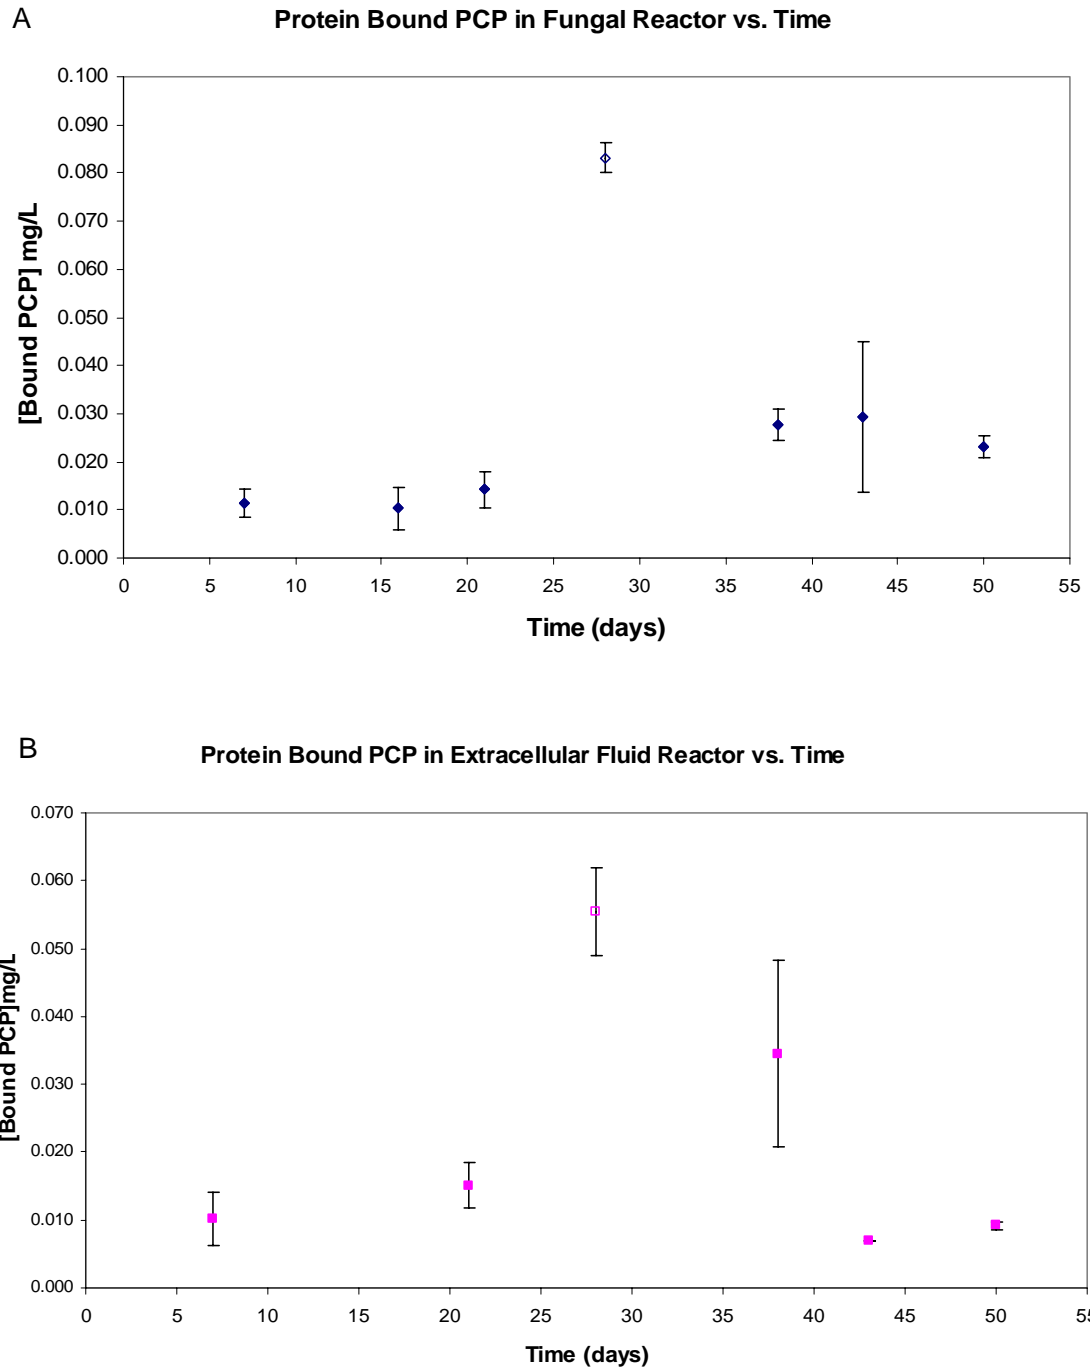 A
Protein Bound PCP in Fungal Reactor vs. Time
0.100
0.090
0.080
0.070
0.060
0.050
0.040
0.030
0.020
0.010
0.000
[Bound PCP] mg/L
0 5 10 15 20 25 30 35 40 45 50 55
Time (days)
B
Protein Bound PCP in Extracellular Fluid Reactor vs. Time
0.070
0.060
0.050
0.040
0.030
0.020
0.010
0.000
[Bound PCP]mg/L
0 5 10 15 20 25 30 35 40 45 50 55
Time (days)